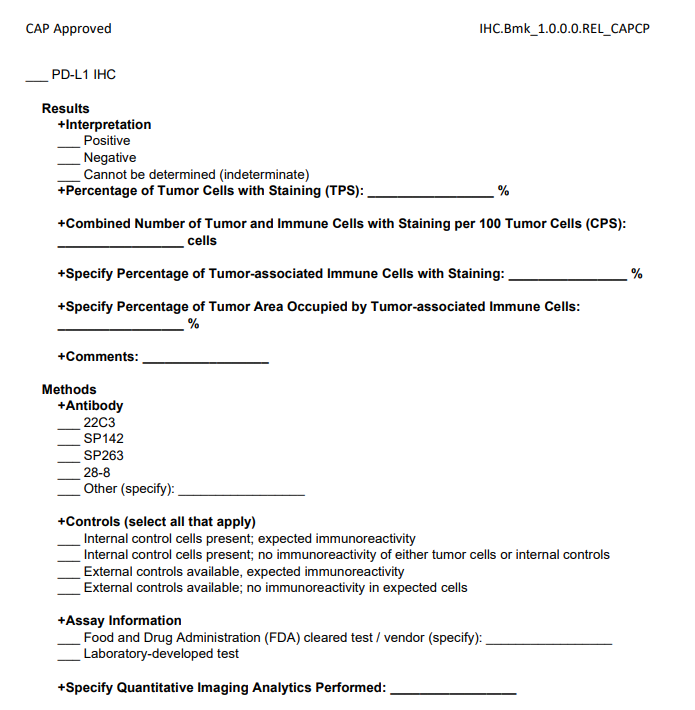 CAP Approved IHC.Bmk_1.0.0.0.REL_CAPCP
___ PD-L1 IHC
Results
+Interpretation
___ Positive
___ Negative
___ Cannot be determined (indeterminate)
+Percentage of Tumor Cells with Staining (TPS): _________________ %
+Combined Number of Tumor and Immune Cells with Staining per 100 Tumor Cells (CPS):
_________________ cells
+Specify Percentage of Tumor-associated Immune Cells with Staining: ________________ %
+Specify Percentage of Tumor Area Occupied by Tumor-associated Immune Cells:
_________________ %
+Comments: _________________
Methods
+Antibody
___ 22C3
___ SP142
___ SP263
___ 28-8
___ Other (specify): _________________
+Controls (select all that apply)
___ Internal control cells present; expected immunoreactivity
___ Internal control cells present; no immunoreactivity of either tumor cells or internal controls
___ External controls available, expected immunoreactivity
___ External controls available; no immunoreactivity in expected cells
+Assay Information
___ Food and Drug Administration (FDA) cleared test / vendor (specify): _________________
___ Laboratory-developed test
+Specify Quantitative Imaging Analytics Performed: _________________